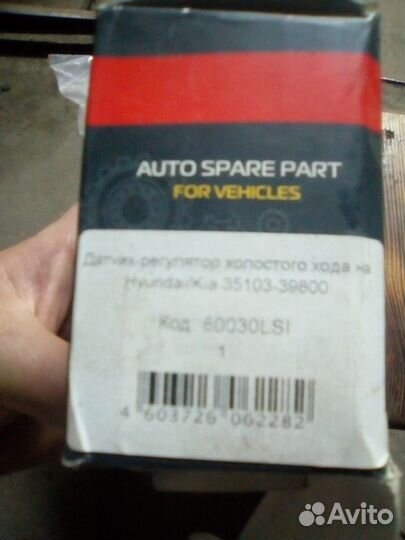 AUTO SPARE PART
FOR VEHICLES
Датчик-регулятор холостого хода на
Hyundai/Kia 35103-39800
Код: 80030LSI
1
4 603726 062282
Avito